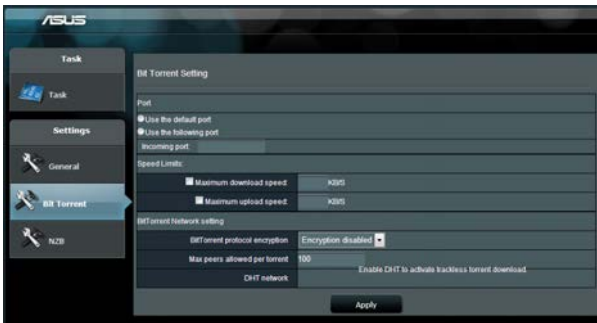 ASUS
Task
Task
Settings
General
Bit Torrent
NZB
Bit Torrent Setting
Port
Use the default port
Use the following port
Incoming port:
Speed Limits:
Maximum download speed: KB/S
Maximum upload speed: KB/S
BitTorrent Network setting
BitTorrent protocol encryption Encryption disabled
Max peers allowed per torrent 100
DHT network Enable DHT to activate trackless torrent download.
Apply